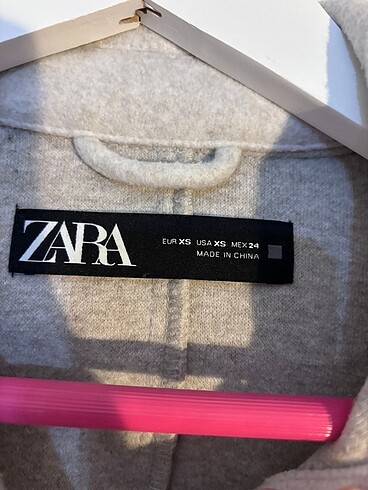 ZARA
EUR XS USA XS MEX 24
MADE IN CHINA